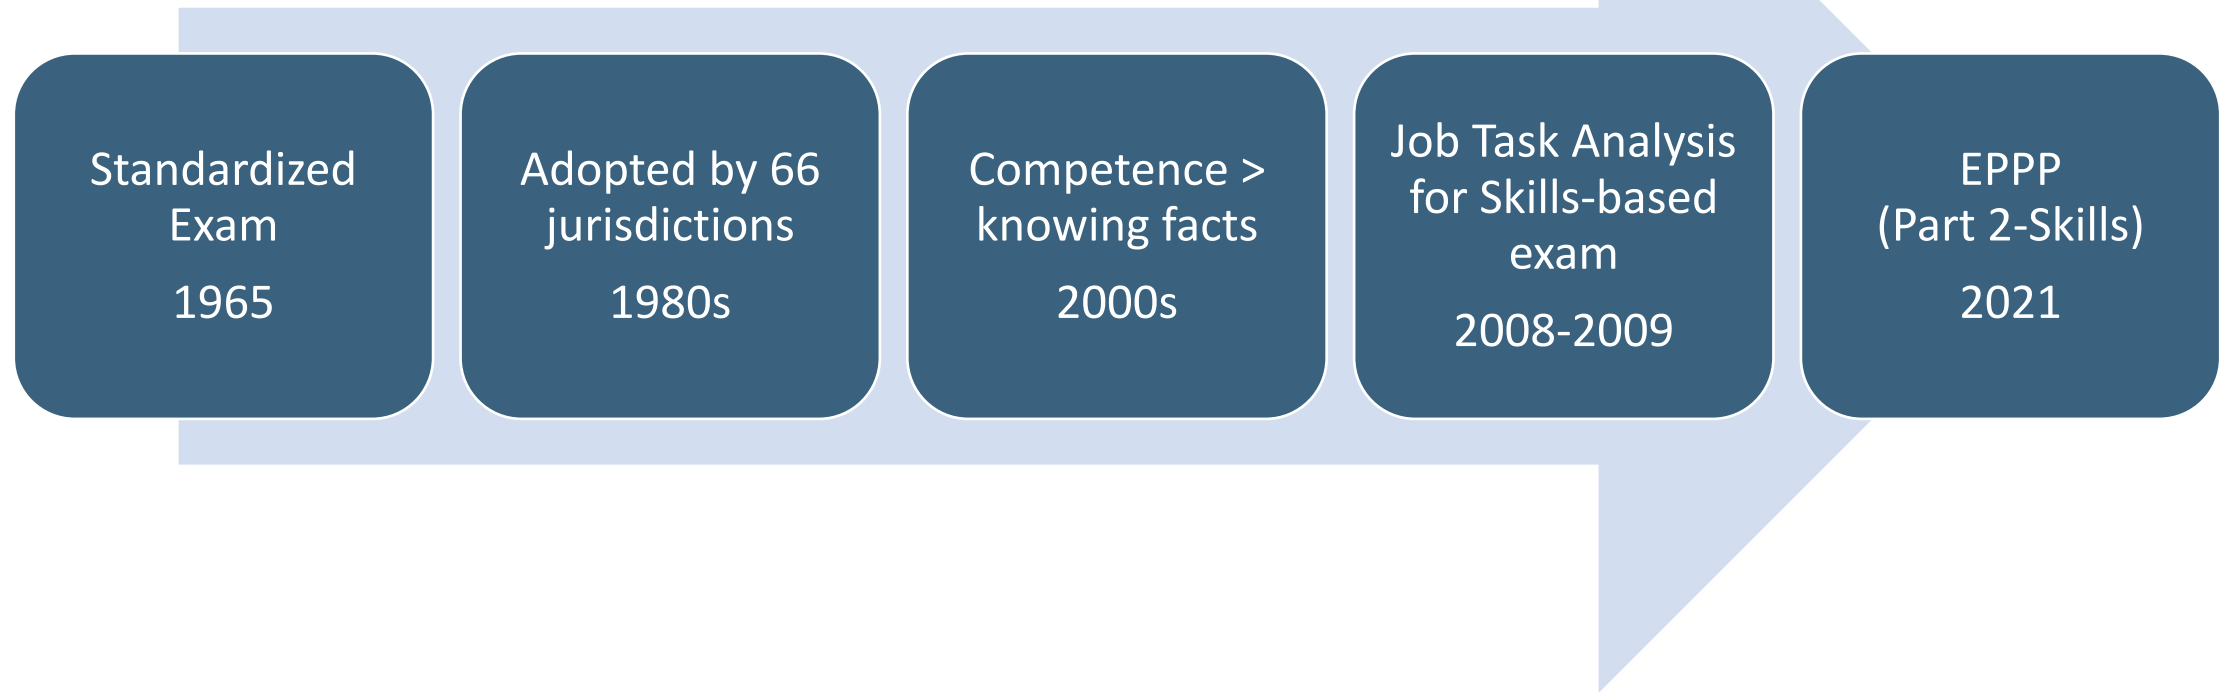 Standardized
Exam
1965
Adopted by 66
jurisdictions
1980s
Competence >
knowing facts
2000s
Job Task Analysis
for Skills-based
exam
2008-2009
EPPP
(Part 2-Skills)
2021